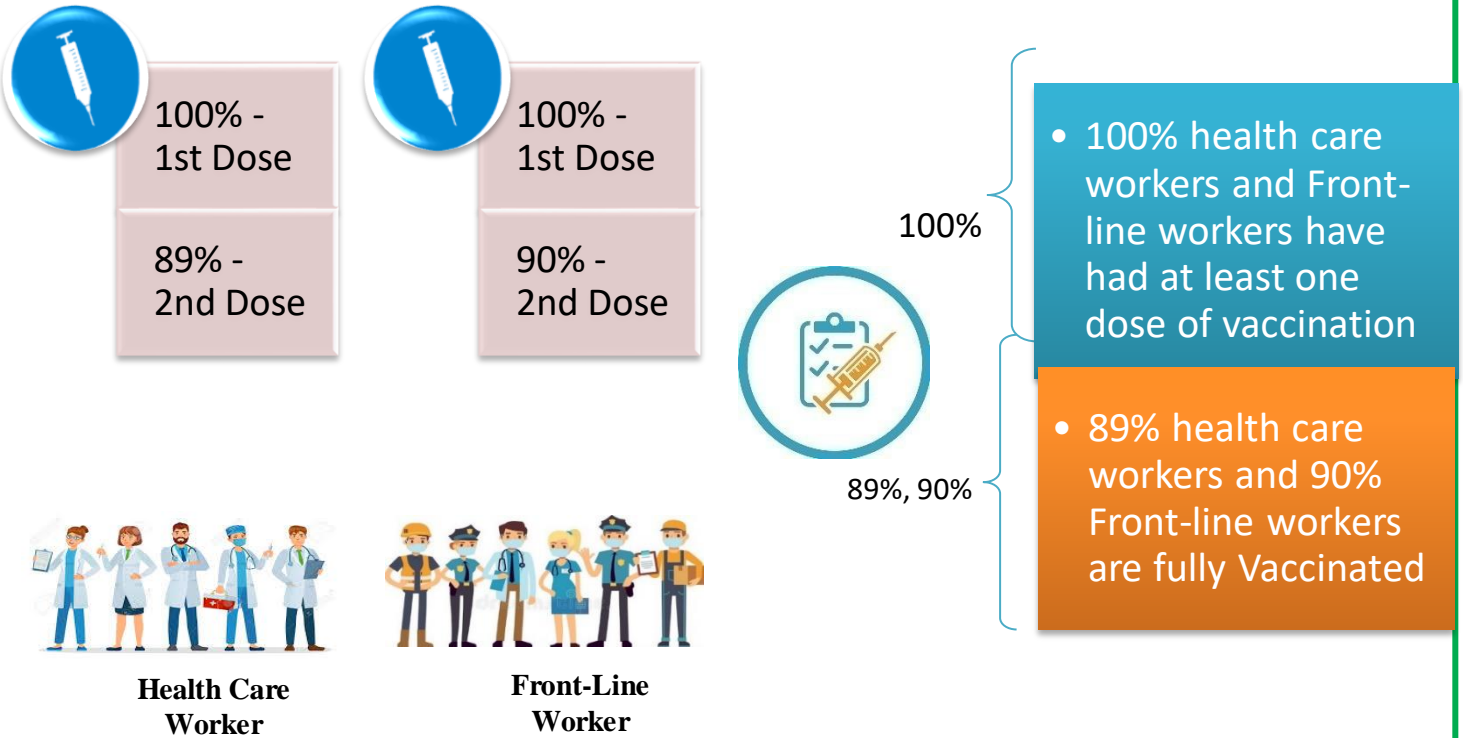 100% -
1st Dose
89% -
2nd Dose
Health Care
Worker
100% -
1st Dose
90% -
2nd Dose
Front-Line
Worker
100%
89%, 90%
• 100% health care
workers and Front-
line workers have
had at least one
dose of vaccination
• 89% health care
workers and 90%
Front-line workers
are fully Vaccinated